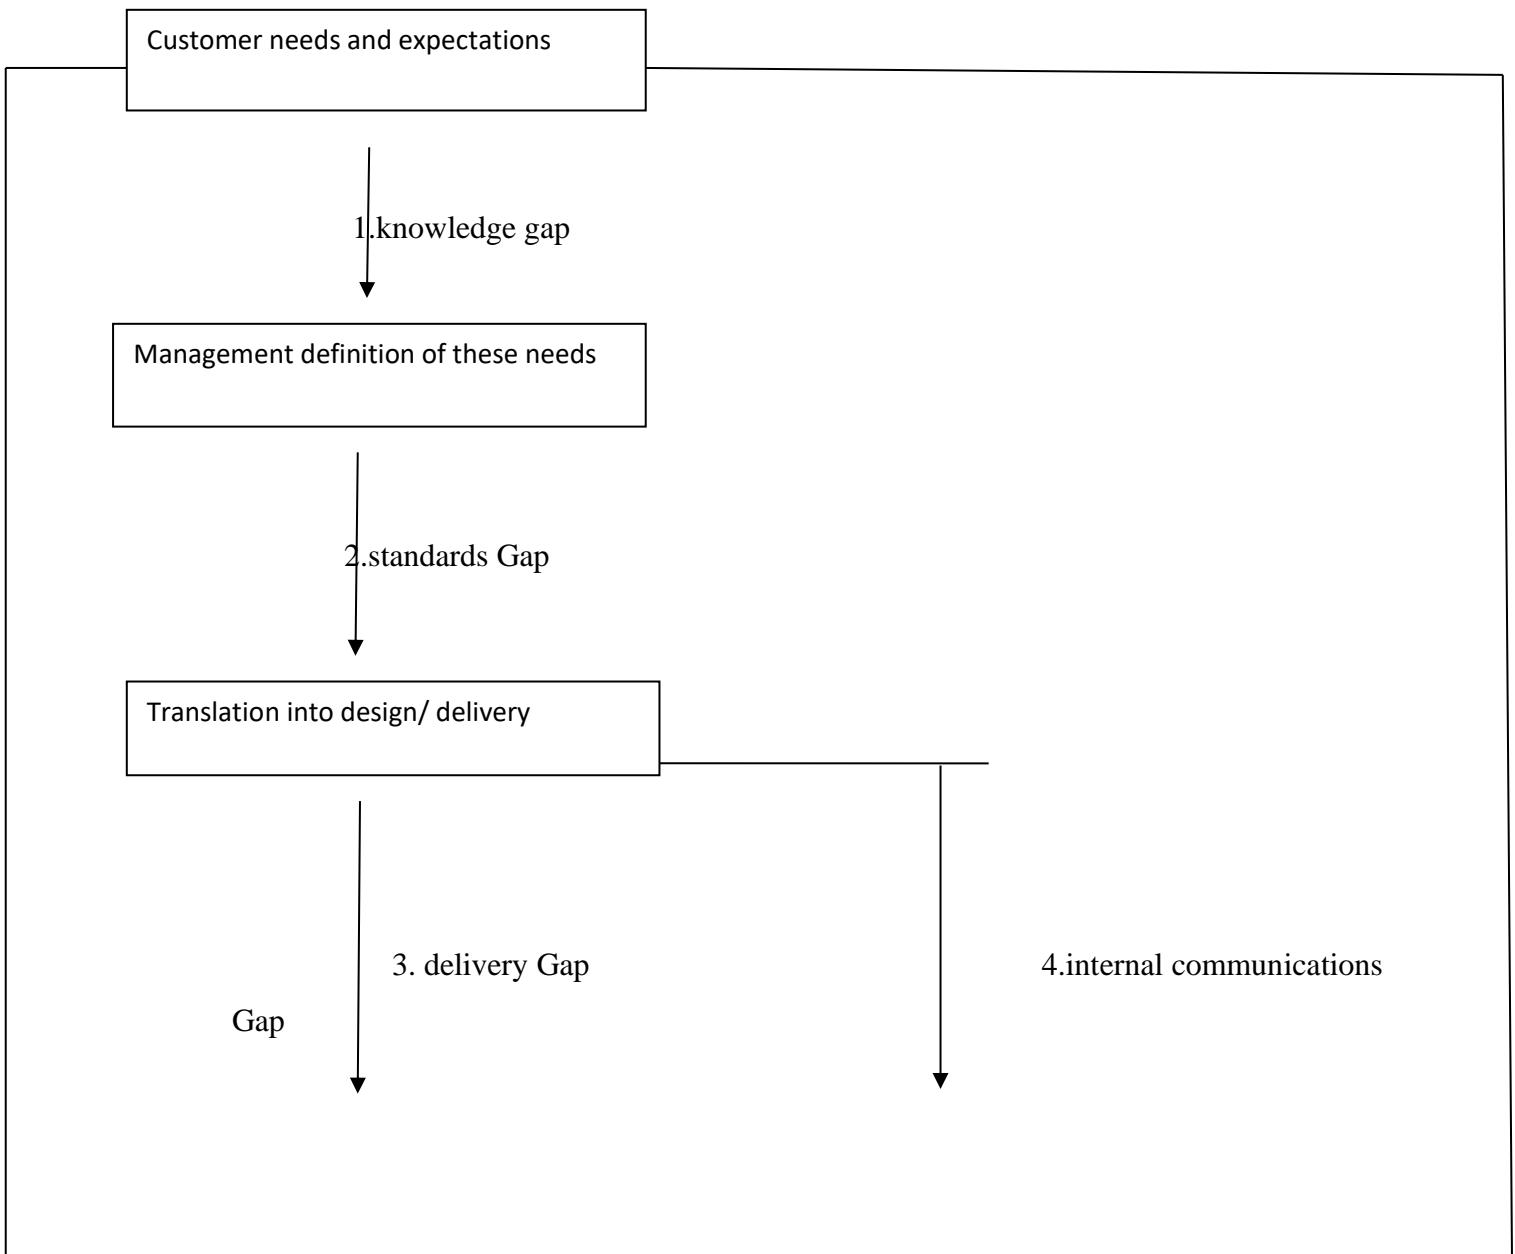 Customer needs and expectations
1.knowledge gap
Management definition of these needs
2.standards Gap
Translation into design/ delivery
3. delivery Gap 4.internal communications
Gap